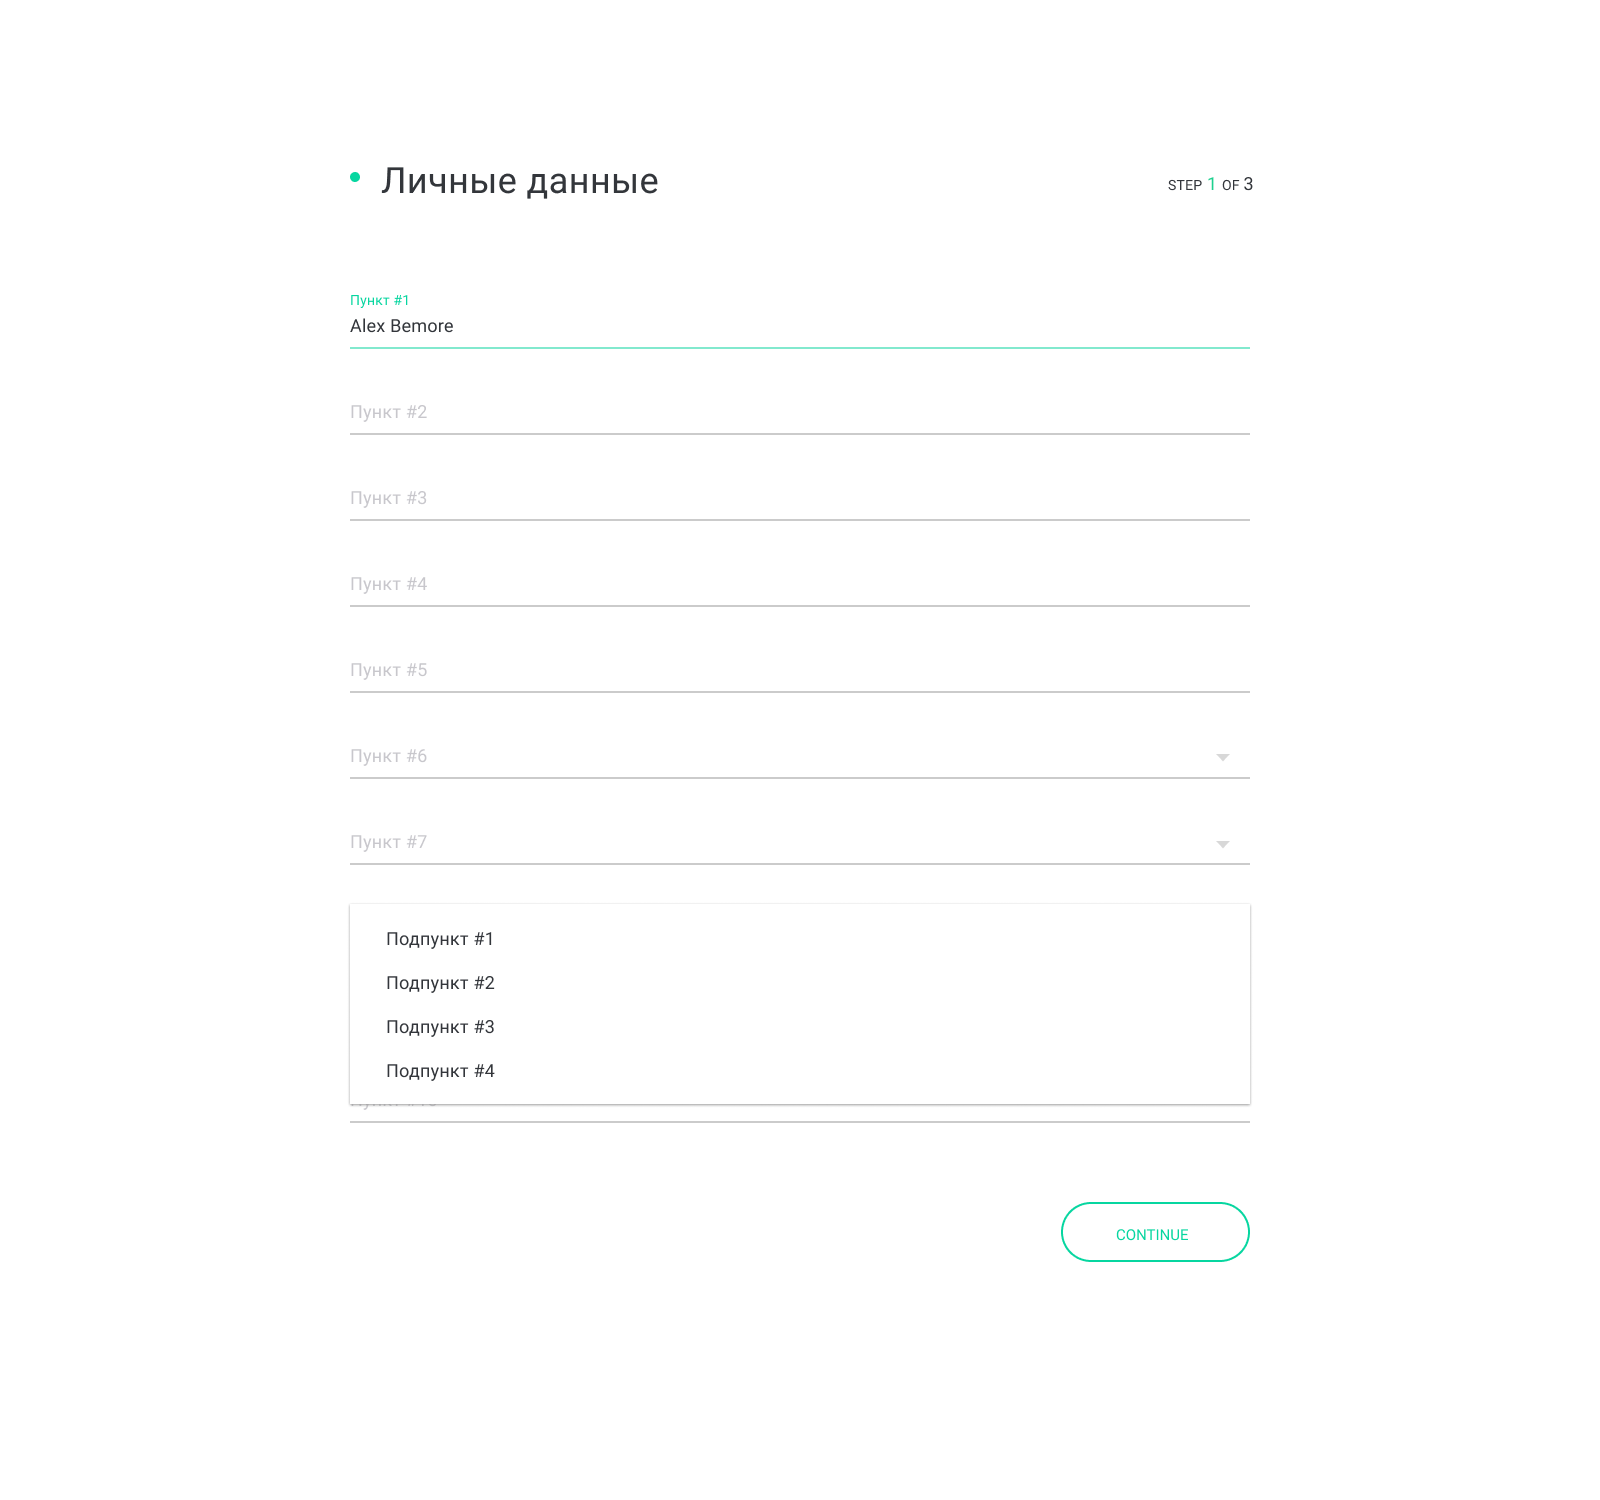 Личные данные
STEP 1 OF 3
Пункт #1
Alex Bemore
Пункт #2
Пункт #3
Пункт #4
Пункт #5
Пункт #6
Пункт #7
Подпункт #1
Подпункт #2
Подпункт #3
Подпункт #4
CONTINUE